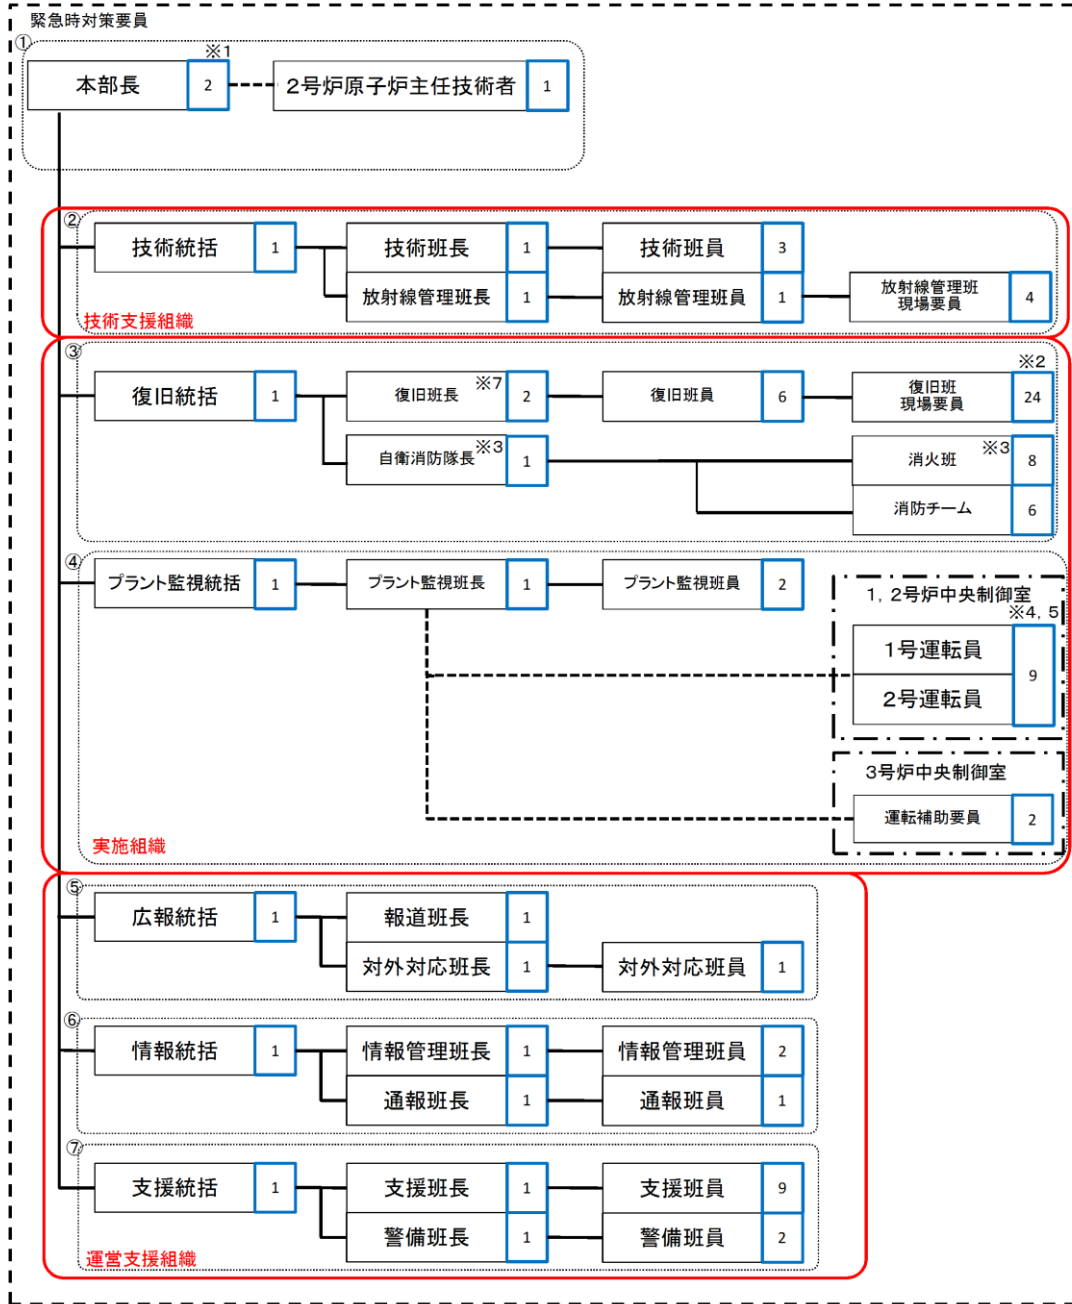 緊急時対策要員
①
※1
本部長 2
2号炉原子炉主任技術者 1
②
技術統括 1
技術班長 1
技術班員 3
放射線管理班長 1
放射線管理班員 1
放射線管理班
現場要員 4
技術支援組織
③
※2
復旧統括 1
復旧班長 ※7 2
復旧班員 6
復旧班
現場要員 24
自衛消防隊長 ※3 1
消火班 ※3 8
消防チーム 6
④
プラント監視統括 1
プラント監視班長 1
プラント監視班員 2
1，2号炉中央制御室
※4，5
1号運転員
9
2号運転員
3号炉中央制御室
運転補助要員 2
実施組織
⑤
広報統括 1
報道班長 1
対外対応班長 1
対外対応班員 1
⑥
情報統括 1
情報管理班長 1
情報管理班員 2
通報班長 1
通報班員 1
⑦
支援統括 1
支援班長 1
支援班員 9
警備班長 1
警備班員 2
運営支援組織